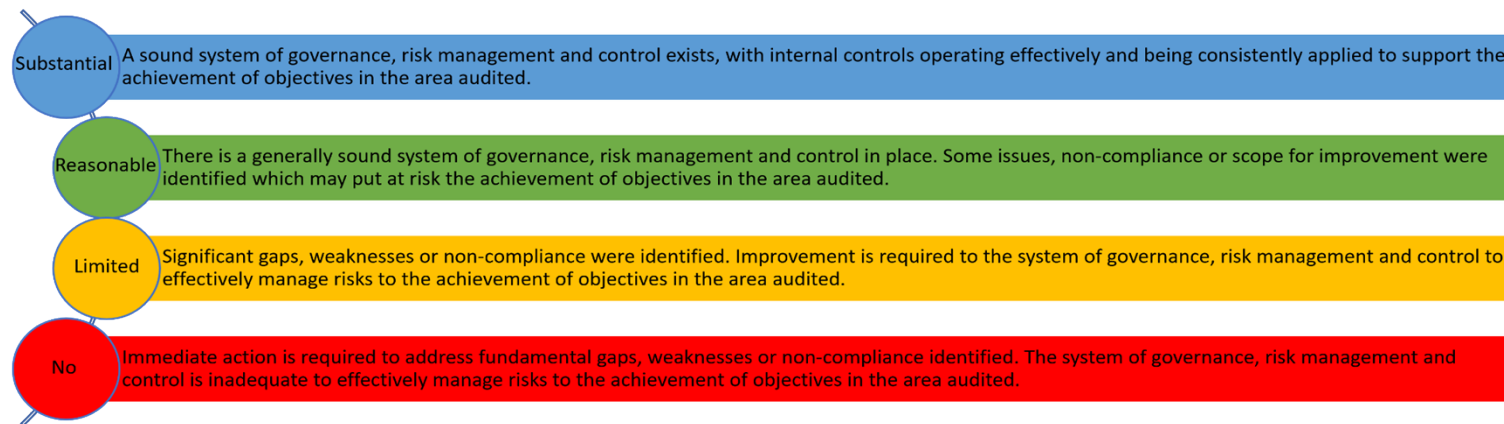 Substantial
A sound system of governance, risk management and control exists, with internal controls operating effectively and being consistently applied to support the
achievement of objectives in the area audited.
Reasonable
There is a generally sound system of governance, risk management and control in place. Some issues, non-compliance or scope for improvement were
identified which may put at risk the achievement of objectives in the area audited.
Limited
Significant gaps, weaknesses or non-compliance were identified. Improvement is required to the system of governance, risk management and control to
effectively manage risks to the achievement of objectives in the area audited.
No
Immediate action is required to address fundamental gaps, weaknesses or non-compliance identified. The system of governance, risk management and
control is inadequate to effectively manage risks to the achievement of objectives in the area audited.